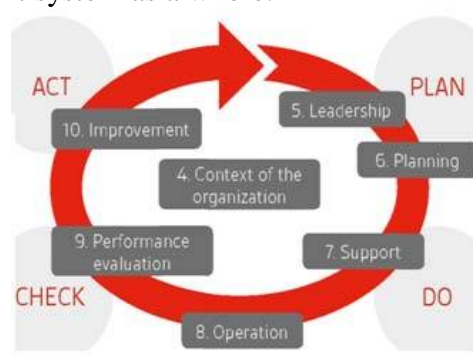 ACT
PLAN
5. Leadership
10. Improvement
6. Planning
4. Context of the
organization
9. Performance
evaluation
7. Support
CHECK
DO
8. Operation